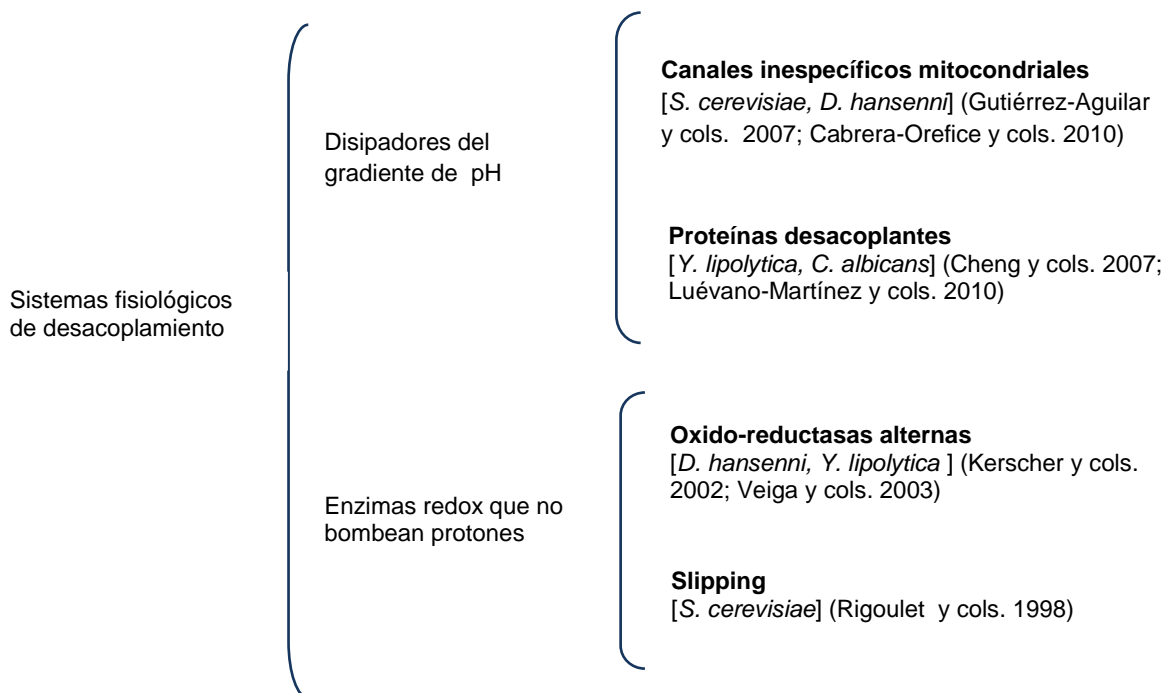 Sistemas fisiológicos
de desacoplamiento
Disipadores del
gradiente de pH
Canales inespecíficos mitocondriales
[S. cerevisiae, D. hansenni] (Gutiérrez-Aguilar
y cols. 2007; Cabrera-Orefice y cols. 2010)
Proteínas desacoplantes
[Y. lipolytica, C. albicans] (Cheng y cols. 2007;
Luévano-Martínez y cols. 2010)
Enzimas redox que no
bombean protones
Oxido-reductasas alternas
[D. hansenni, Y. lipolytica ] (Kerscher y cols.
2002; Veiga y cols. 2003)
Slipping
[S. cerevisiae] (Rigoulet y cols. 1998)